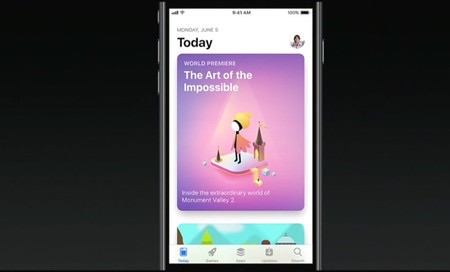 9:41 AM
100%
MONDAY, JUNE 5
Today
WORLD PREMIERE
The Art of the
Impossible
Inside the extraordinary world of
Monument Valley 2.
Today
Games
Apps
Updates
Search